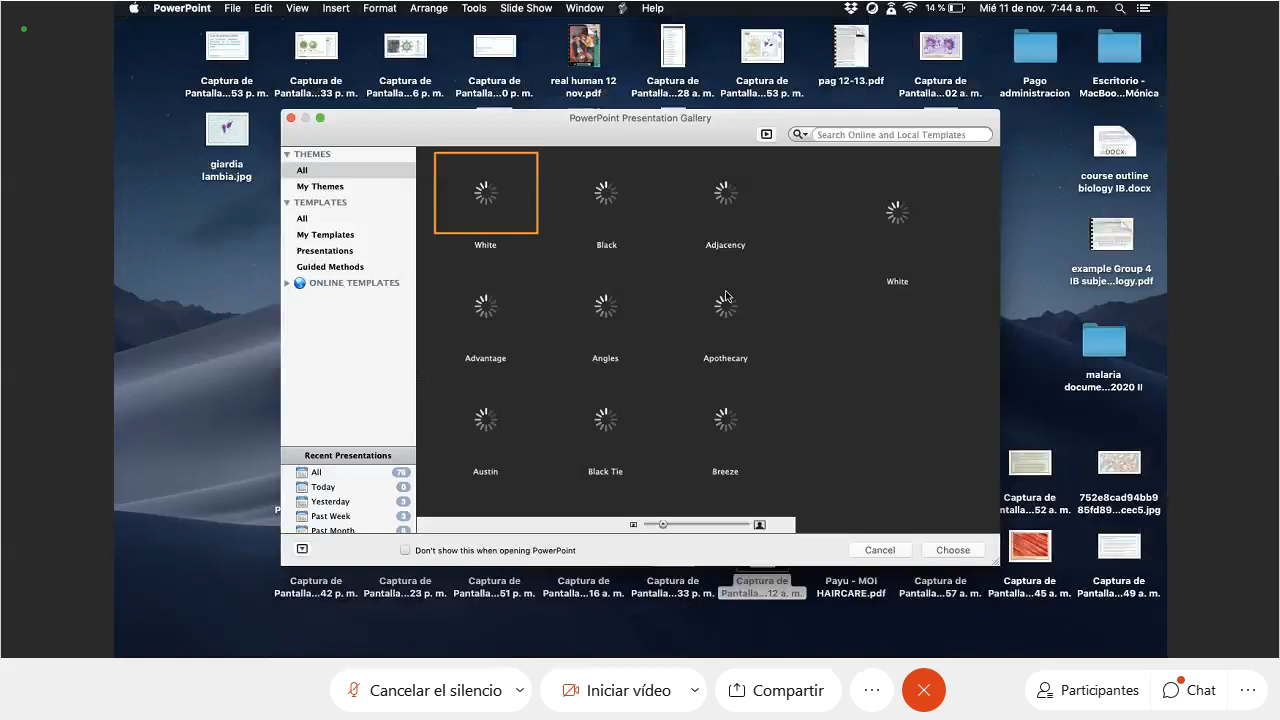 PowerPoint File Edit View Insert Format Arrange Tools Slide Show Window Help 14 % Mié 11 de nov. 7:44 a. m.
Captura de Pantalla...53 p. m.
Captura de Pantalla...33 p. m.
Captura de Pantalla...6 p. m.
Captura de Pantalla...0 p. m.
real human 12 nov.pdf
Captura de Pantalla...28 a. m.
Captura de Pantalla...53 p. m.
pag 12-13.pdf
Captura de Pantalla...02 a. m.
Pago administracion
Escritorio - MacBoo...Mónica
giardia
lambia.jpg
DOCX
course outline
biology IB.docx
example Group 4
IB subje...logy.pdf
malaria
docume...2020 II
PowerPoint Presentation Gallery
Search Online and Local Templates
THEMES
All
My Themes
TEMPLATES
All
My Templates
Presentations
Guided Methods
ONLINE TEMPLATES
White
Black
Adjacency
White
Advantage
Angles
Apothecary
Austin
Black Tie
Breeze
Recent Presentations
All 76
Today 0
Yesterday 3
Past Week 3
Past Month
Don't show this when opening PowerPoint
Cancel
Choose
Captura de
Pantalla...52 a. m.
752e8cad94bb9
85fd89...cec5.jpg
Captura de
Pantalla...42 p. m.
Captura de
Pantalla...23 p. m.
Captura de
Pantalla...51 p. m.
Captura de
Pantalla...16 a. m.
Captura de
Pantalla...33 p. m.
Captura de
Pantalla...12 a. m.
Payu - MOI
HAIRCARE.pdf
Captura de
Pantalla...57 a. m.
Captura de
Pantalla...45 a. m.
Captura de
Pantalla...49 a. m.
Cancelar el silencio
Iniciar vídeo
Compartir
Participantes
Chat